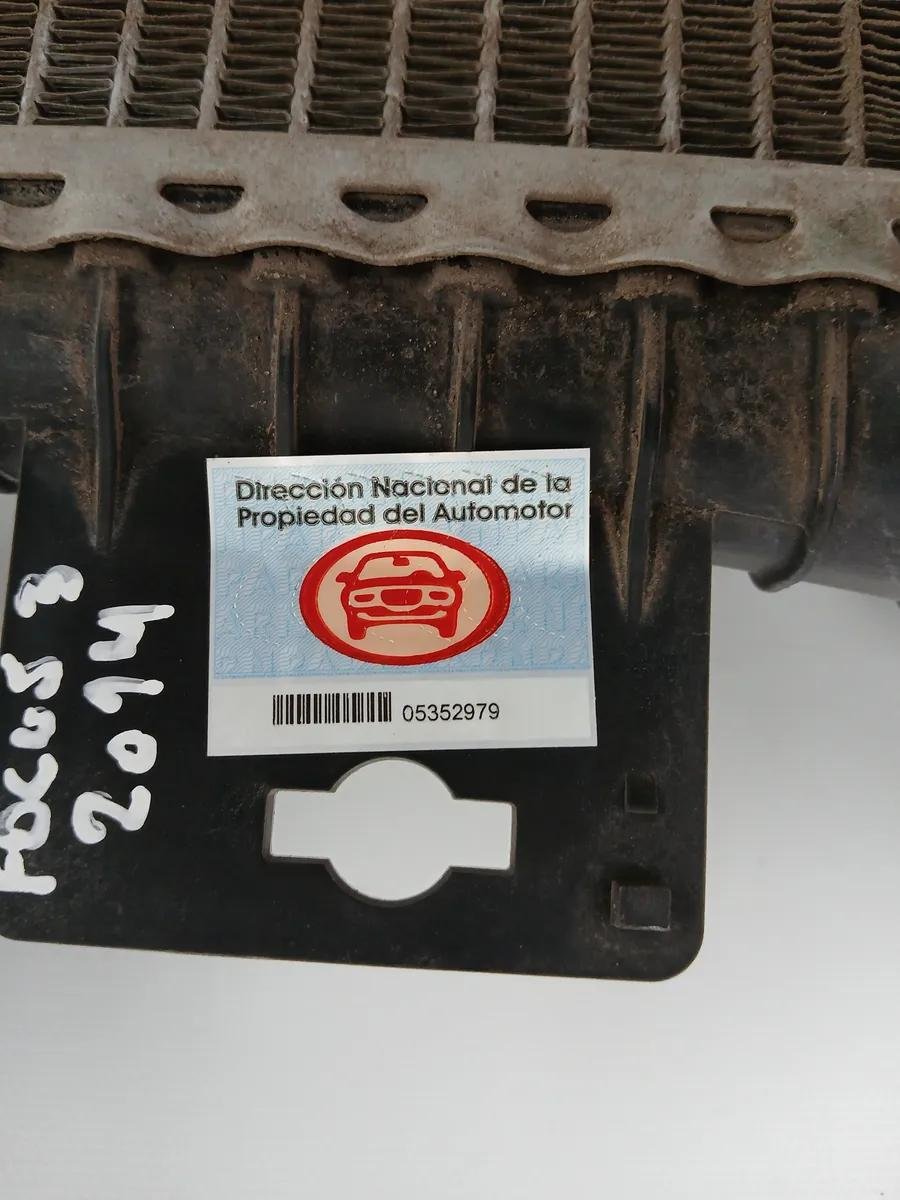 Dirección Nacional de la
Propiedad del Automotor
05352979
FOCUS 3
2014